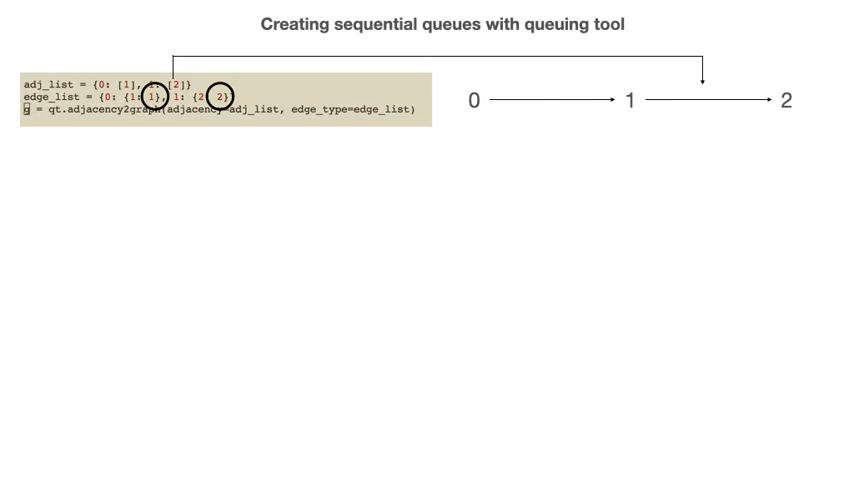 Creating sequential queues with queuing tool
adj_list = {0: [1], 1: [2]}
edge_list = {0: {1: 1}, 1: {2 2}
g = qt.adjacency2graph(adjacency=adj_list, edge_type=edge_list)
0 1 2